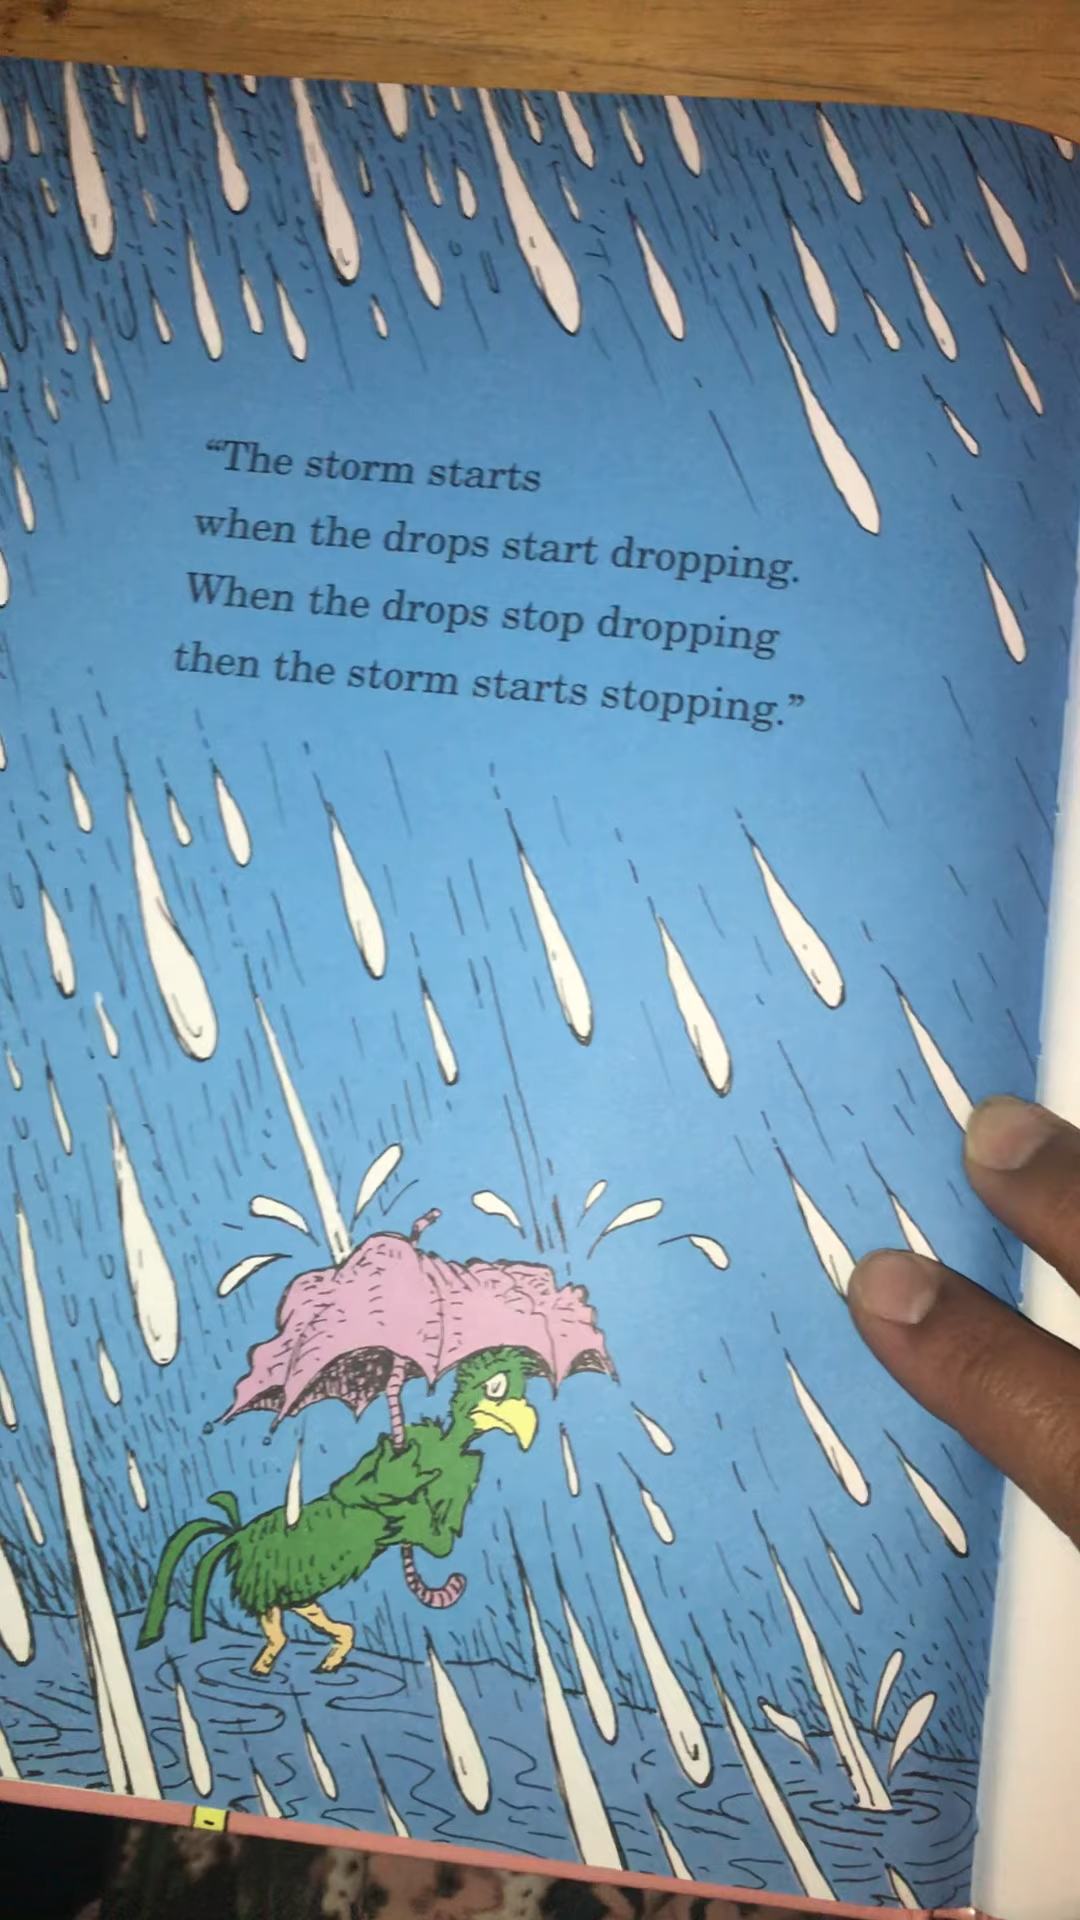 “The storm starts
when the drops start dropping.
When the drops stop dropping
then the storm starts stopping.”